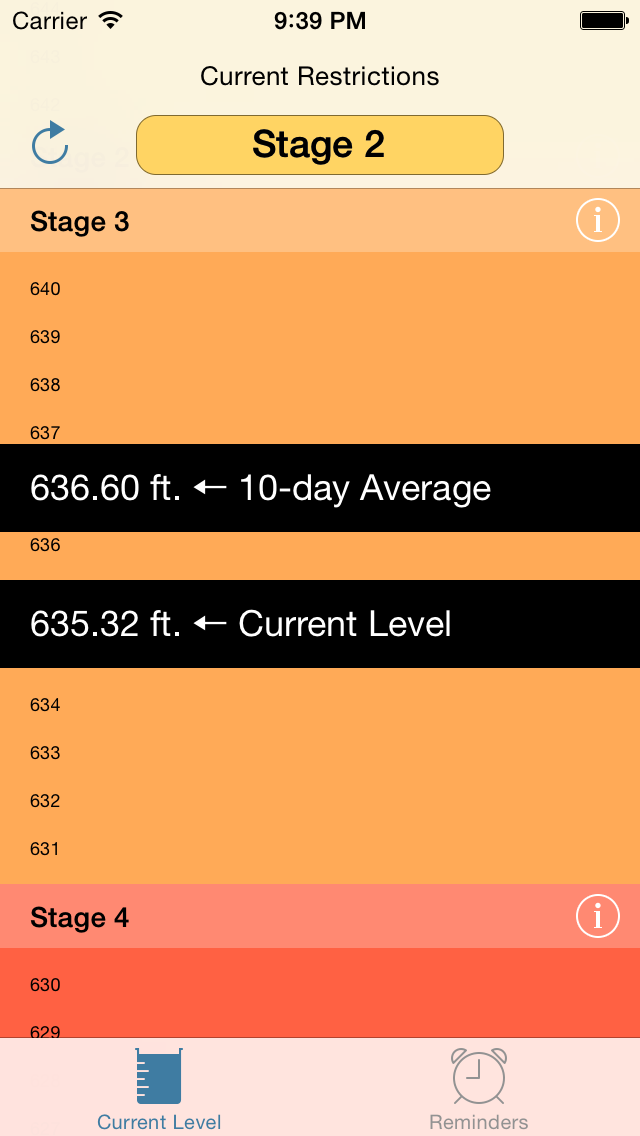 Carrier 9:39 PM
Current Restrictions
Stage 2
Stage 3
640
639
638
637
636.60 ft. ← 10-day Average
636
635.32 ft. ← Current Level
634
633
632
631
Stage 4
630
629
Current Level Reminders